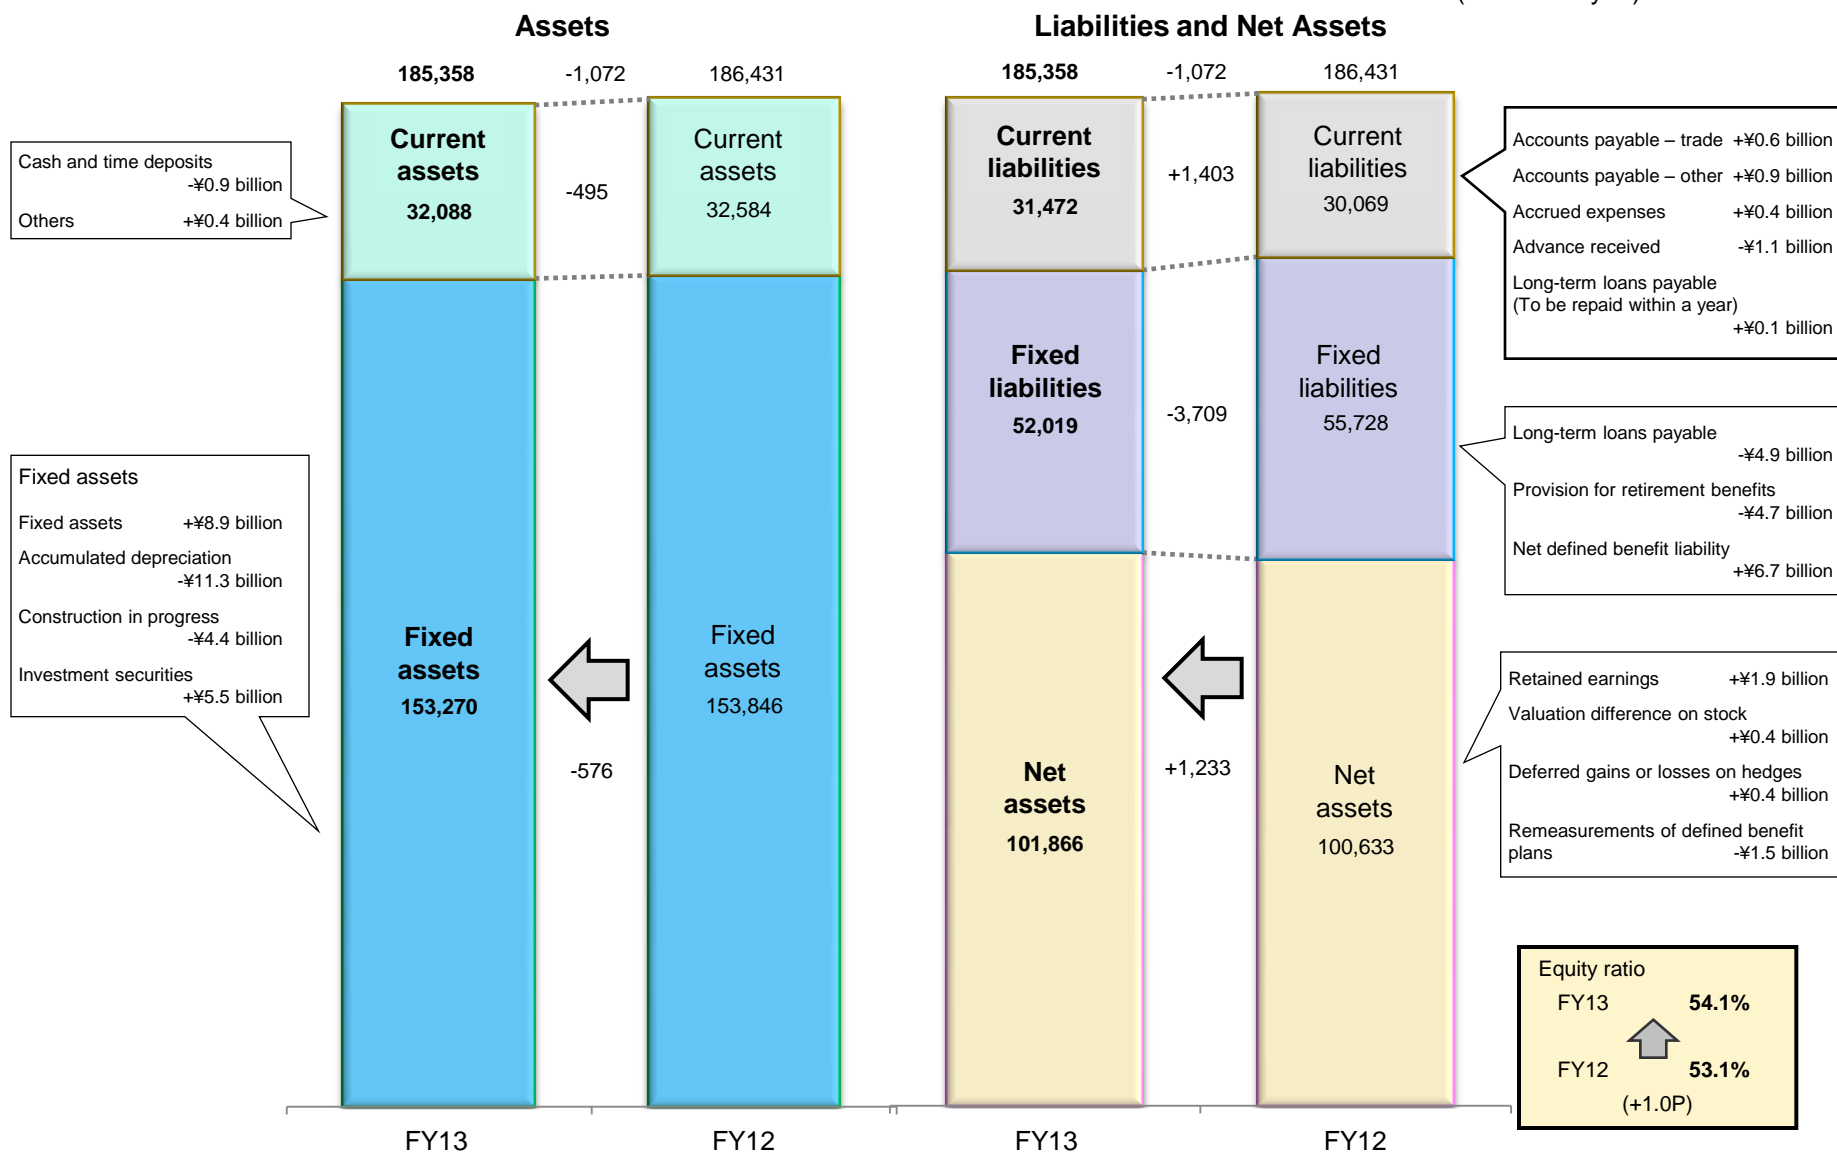 Assets
Liabilities and Net Assets
185,358
-1,072
186,431
185,358
-1,072
186,431
Cash and time deposits
-¥0.9 billion
Others +¥0.4 billion
Current
assets
32,088
-495
Current
assets
32,584
Current
liabilities
31,472
+1,403
Current
liabilities
30,069
Accounts payable – trade +¥0.6 billion
Accounts payable – other +¥0.9 billion
Accrued expenses +¥0.4 billion
Advance received -¥1.1 billion
Long-term loans payable
(To be repaid within a year)
+¥0.1 billion
Fixed
liabilities
52,019
-3,709
Fixed
liabilities
55,728
Long-term loans payable
-¥4.9 billion
Provision for retirement benefits
-¥4.7 billion
Net defined benefit liability
+¥6.7 billion
Fixed assets
Fixed assets +¥8.9 billion
Accumulated depreciation
-¥11.3 billion
Construction in progress
-¥4.4 billion
Investment securities
+¥5.5 billion
Fixed
assets
153,270
-576
Fixed
assets
153,846
Net
assets
101,866
+1,233
Net
assets
100,633
Retained earnings +¥1.9 billion
Valuation difference on stock
+¥0.4 billion
Deferred gains or losses on hedges
+¥0.4 billion
Remeasurements of defined benefit
plans -¥1.5 billion
Equity ratio
FY13 54.1%
FY12 53.1%
(+1.0P)
FY13
FY12
FY13
FY12